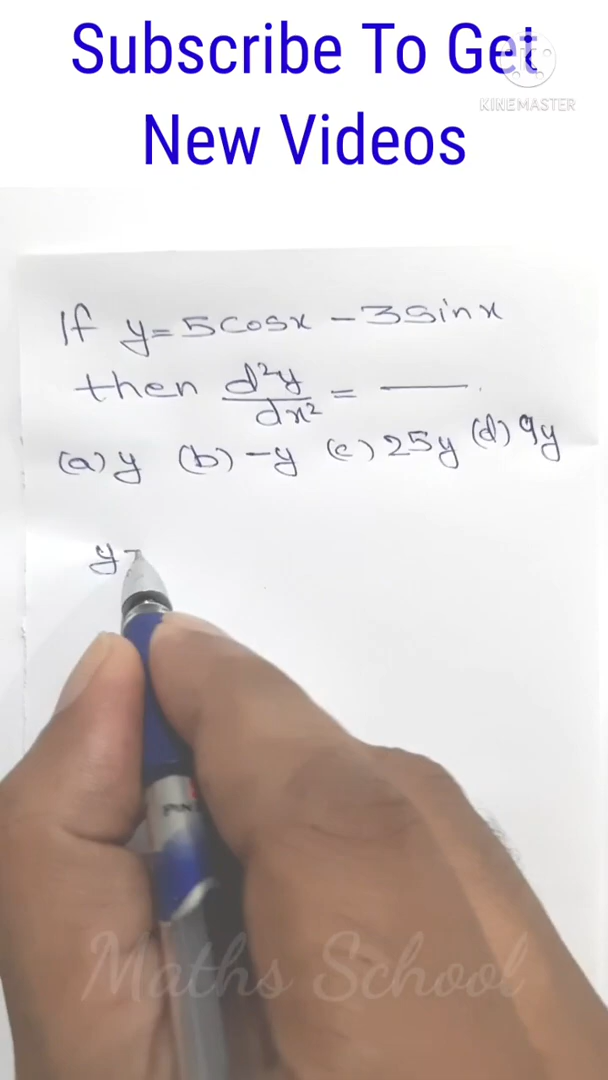 Subscribe To Get
New Videos
KINEMASTER
If y=5cosx -3sinx
then d²y/dx² = ____.
(a) y (b) -y (c) 25y (d) 9y
y=
Maths School